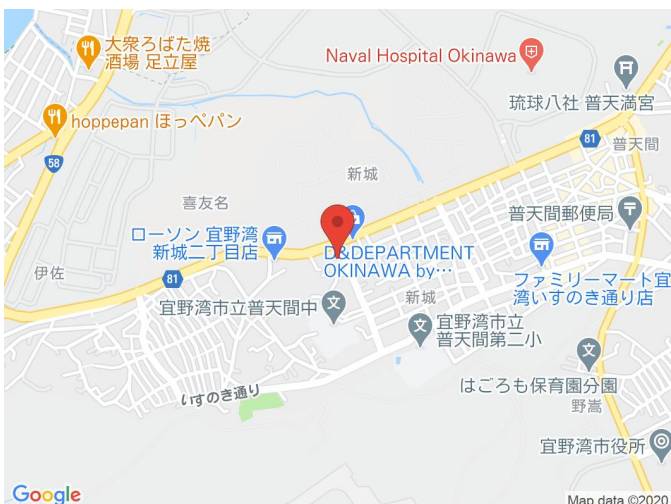 大衆ろばた焼
酒場 足立屋
Naval Hospital Okinawa
琉球八社 普天満宮
hoppepan ほっぺパン
81
普天間
58
新城
喜友名
普天間郵便局
ローソン 宜野湾
新城二丁目店
D&DEPARTMENT
OKINAWA by…
伊佐
81
ファミリーマート宜
湾いすのき通り店
新城
宜野湾市立普天間中
宜野湾市立
普天間第二小
いすのき通り
はごろも保育園分園
野嵩
宜野湾市役所
Google
Map data ©2020